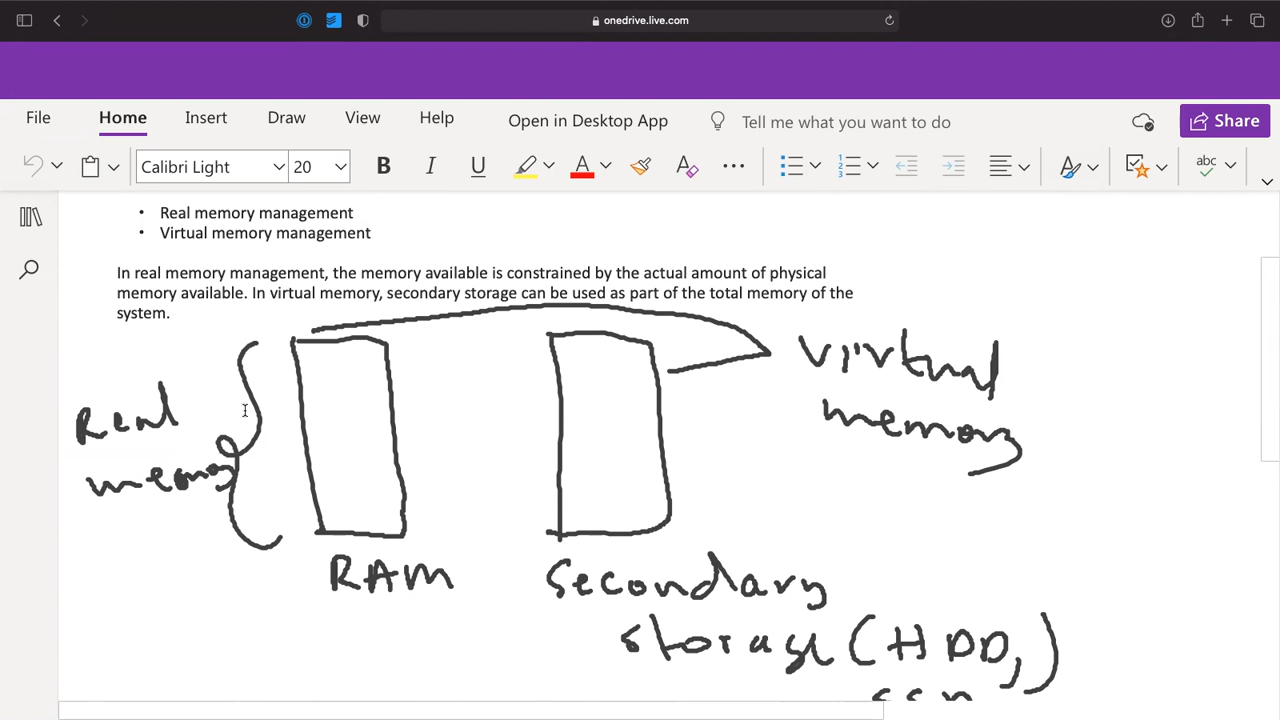 onedrive.live.com
File Home Insert Draw View Help Open in Desktop App Tell me what you want to do Share
Calibri Light 20 B I U A A abc
• Real memory management
• Virtual memory management
In real memory management, the memory available is constrained by the actual amount of physical
memory available. In virtual memory, secondary storage can be used as part of the total memory of the
system.
virtual
memory
Real
memory
RAM
Secondary
storage (HDD,)